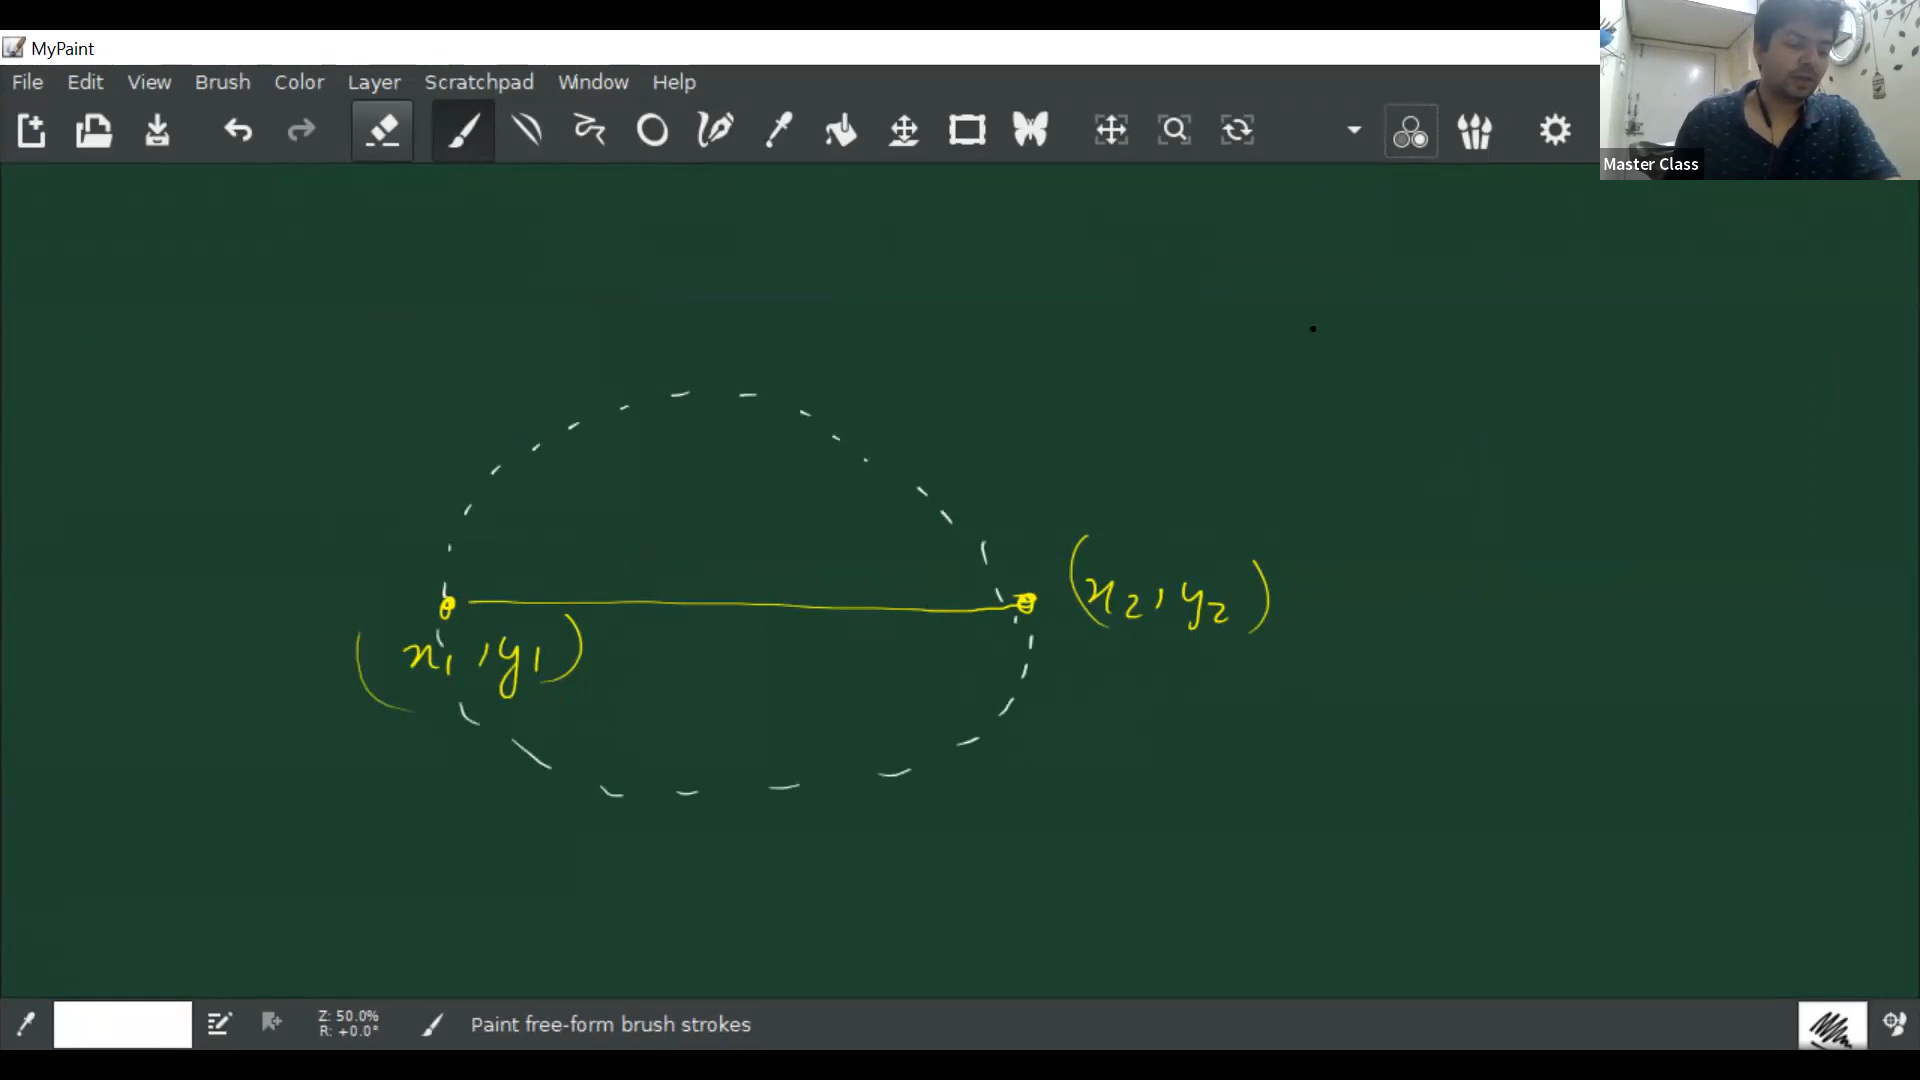 MyPaint
File Edit View Brush Color Layer Scratchpad Window Help
Master Class
(x₂, y₂)
(x₁, y₁)
Z: 50.0%
R: +0.0°
Paint free-form brush strokes